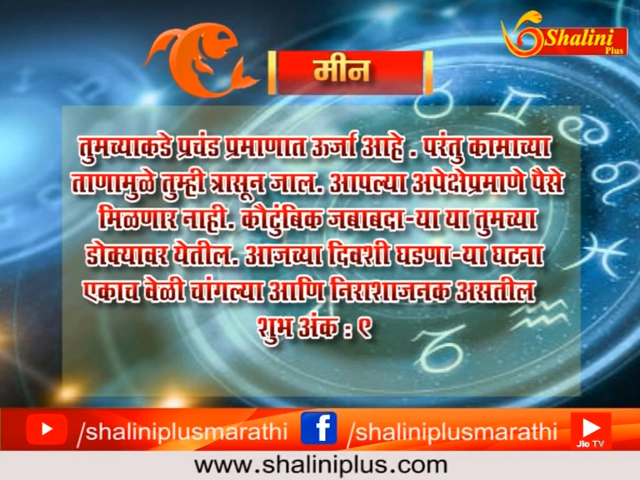 मीन
Shalini
Plus
तुमच्याकडे प्रचंड प्रमाणात ऊर्जा आहे . परंतु कामाच्या
ताणामुळे तुम्ही त्रासून जाल. आपल्या अपेक्षेप्रमाणे पैसे
मिळणार नाही. कौटुंबिक जबाबदा-या या तुमच्या
डोक्यावर येतील. आजच्या दिवशी घडणा-या घटना
एकाच वेळी चांगल्या आणि निराशाजनक असतील
शुभ अंक : ९
/shaliniplusmarathi
/shaliniplusmarathi
Jio TV
www.shaliniplus.com